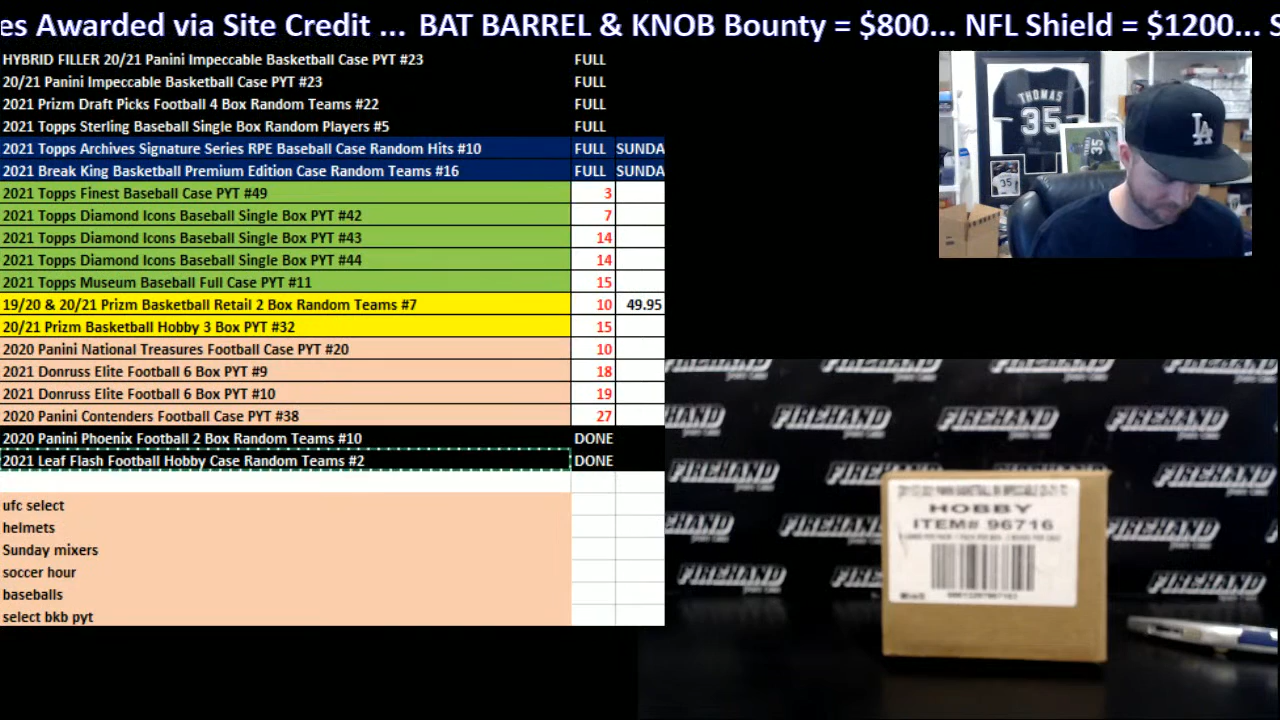 es Awarded via Site Credit ... BAT BARREL & KNOB Bounty = $800... NFL Shield = $1200... S
HYBRID FILLER 20/21 Panini Impeccable Basketball Case PYT #23 FULL
20/21 Panini Impeccable Basketball Case PYT #23 FULL
2021 Prizm Draft Picks Football 4 Box Random Teams #22 FULL
2021 Topps Sterling Baseball Single Box Random Players #5 FULL
2021 Topps Archives Signature Series RPE Baseball Case Random Hits #10 FULL SUNDA
2021 Break King Basketball Premium Edition Case Random Teams #16 FULL SUNDA
2021 Topps Finest Baseball Case PYT #49 3
2021 Topps Diamond Icons Baseball Single Box PYT #42 7
2021 Topps Diamond Icons Baseball Single Box PYT #43 14
2021 Topps Diamond Icons Baseball Single Box PYT #44 14
2021 Topps Museum Baseball Full Case PYT #11 15
19/20 & 20/21 Prizm Basketball Retail 2 Box Random Teams #7 10 49.95
20/21 Prizm Basketball Hobby 3 Box PYT #32 15
2020 Panini National Treasures Football Case PYT #20 10
2021 Donruss Elite Football 6 Box PYT #9 18
2021 Donruss Elite Football 6 Box PYT #10 19
2020 Panini Contenders Football Case PYT #38 27
2020 Panini Phoenix Football 2 Box Random Teams #10 DONE
2021 Leaf Flash Football Hobby Case Random Teams #2 DONE
ufc select
helmets
Sunday mixers
soccer hour
baseballs
select bkb pyt
THOMAS
35
35
35
LA
FIREHAND
FIREHAND
FIREHAND
FIREHAND
FIREHAND
FIREHAND
FIREHAND
FIREHAND
FIREHAND
HOBBY
ITEM# 96716